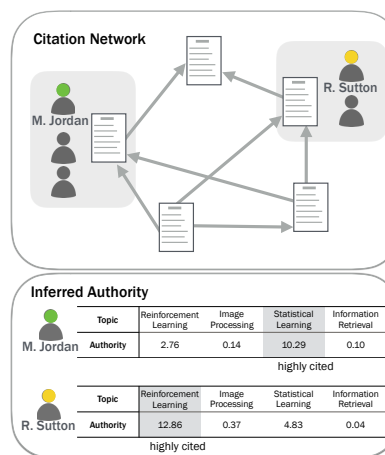 Citation Network
M. Jordan
R. Sutton
Inferred Authority
M. Jordan
Topic Reinforcement Learning Image Processing Statistical Learning Information Retrieval
Authority 2.76 0.14 10.29 0.10
highly cited
R. Sutton
Topic Reinforcement Learning Image Processing Statistical Learning Information Retrieval
Authority 12.86 0.37 4.83 0.04
highly cited